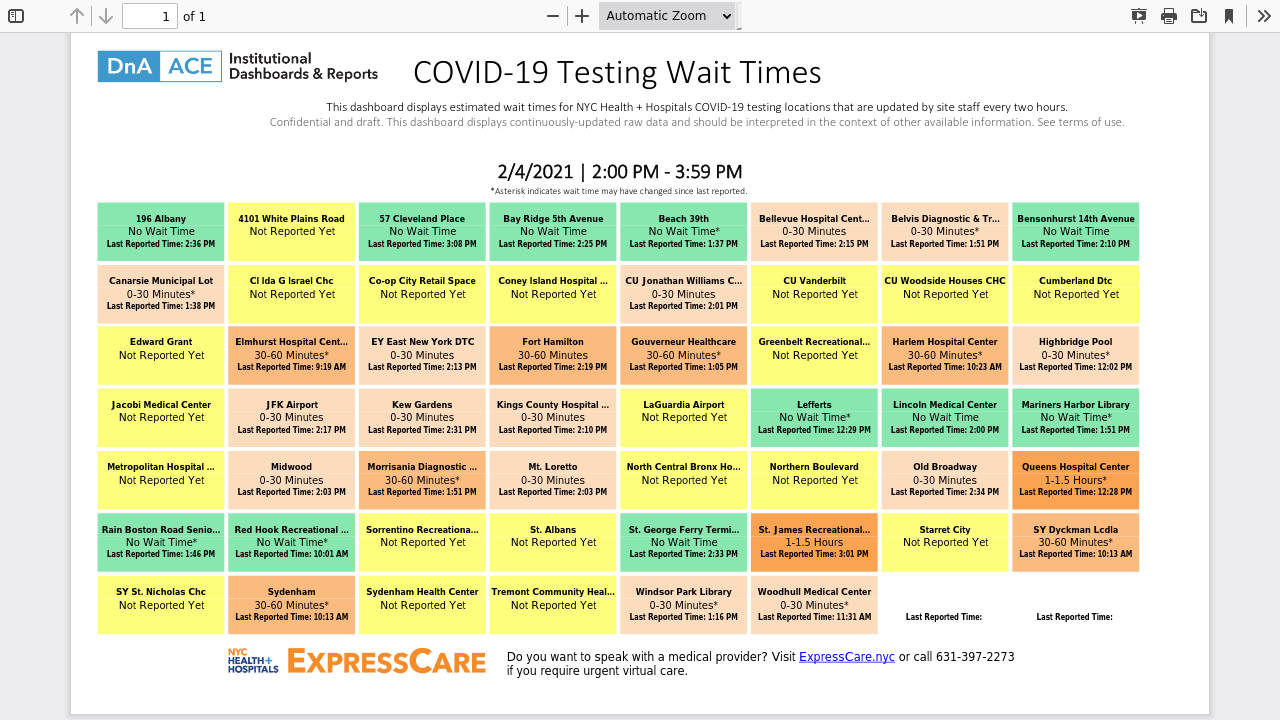 1 of 1 Automatic Zoom
DnA ACE Institutional
Dashboards & Reports
COVID-19 Testing Wait Times
This dashboard displays estimated wait times for NYC Health + Hospitals COVID-19 testing locations that are updated by site staff every two hours.
Confidential and draft. This dashboard displays continuously-updated raw data and should be interpreted in the context of other available information. See terms of use.
2/4/2021 | 2:00 PM - 3:59 PM
*Asterisk indicates wait time may have changed since last reported.
196 Albany
No Wait Time
Last Reported Time: 2:36 PM
4101 White Plains Road
Not Reported Yet
57 Cleveland Place
No Wait Time
Last Reported Time: 3:08 PM
Bay Ridge 5th Avenue
No Wait Time
Last Reported Time: 2:25 PM
Beach 39th
No Wait Time*
Last Reported Time: 1:37 PM
Bellevue Hospital Cent...
0-30 Minutes
Last Reported Time: 2:15 PM
Belvis Diagnostic & Tr...
0-30 Minutes*
Last Reported Time: 1:51 PM
Bensonhurst 14th Avenue
No Wait Time
Last Reported Time: 2:10 PM
Canarsie Municipal Lot
0-30 Minutes*
Last Reported Time: 1:38 PM
Cl Ida G Israel Chc
Not Reported Yet
Co-op City Retail Space
Not Reported Yet
Coney Island Hospital ...
Not Reported Yet
CU Jonathan Williams C...
0-30 Minutes
Last Reported Time: 2:01 PM
CU Vanderbilt
Not Reported Yet
CU Woodside Houses CHC
Not Reported Yet
Cumberland Dtc
Not Reported Yet
Edward Grant
Not Reported Yet
Elmhurst Hospital Cent...
30-60 Minutes*
Last Reported Time: 9:19 AM
EY East New York DTC
0-30 Minutes
Last Reported Time: 2:13 PM
Fort Hamilton
30-60 Minutes
Last Reported Time: 2:19 PM
Gouverneur Healthcare
30-60 Minutes*
Last Reported Time: 1:05 PM
Greenbelt Recreational...
Not Reported Yet
Harlem Hospital Center
30-60 Minutes*
Last Reported Time: 10:23 AM
Highbridge Pool
0-30 Minutes*
Last Reported Time: 12:02 PM
Jacobi Medical Center
Not Reported Yet
JFK Airport
0-30 Minutes
Last Reported Time: 2:17 PM
Kew Gardens
0-30 Minutes
Last Reported Time: 2:31 PM
Kings County Hospital ...
0-30 Minutes
Last Reported Time: 2:10 PM
LaGuardia Airport
Not Reported Yet
Lefferts
No Wait Time*
Last Reported Time: 12:29 PM
Lincoln Medical Center
No Wait Time
Last Reported Time: 2:00 PM
Mariners Harbor Library
No Wait Time*
Last Reported Time: 1:51 PM
Metropolitan Hospital ...
Not Reported Yet
Midwood
0-30 Minutes
Last Reported Time: 2:03 PM
Morrisania Diagnostic ...
30-60 Minutes*
Last Reported Time: 1:51 PM
Mt. Loretto
0-30 Minutes
Last Reported Time: 2:03 PM
North Central Bronx Ho...
Not Reported Yet
Northern Boulevard
Not Reported Yet
Old Broadway
0-30 Minutes
Last Reported Time: 2:34 PM
Queens Hospital Center
1-1.5 Hours*
Last Reported Time: 12:28 PM
Rain Boston Road Senio...
No Wait Time*
Last Reported Time: 1:46 PM
Red Hook Recreational ...
No Wait Time*
Last Reported Time: 10:01 AM
Sorrentino Recreationa...
Not Reported Yet
St. Albans
Not Reported Yet
St. George Ferry Termi...
No Wait Time
Last Reported Time: 2:33 PM
St. James Recreational...
1-1.5 Hours
Last Reported Time: 3:01 PM
Starret City
Not Reported Yet
SY Dyckman Lcdla
30-60 Minutes*
Last Reported Time: 10:13 AM
SY St. Nicholas Chc
Not Reported Yet
Sydenham
30-60 Minutes*
Last Reported Time: 10:13 AM
Sydenham Health Center
Not Reported Yet
Tremont Community Heal...
Not Reported Yet
Windsor Park Library
0-30 Minutes*
Last Reported Time: 1:16 PM
Woodhull Medical Center
0-30 Minutes*
Last Reported Time: 11:31 AM
Last Reported Time:
Last Reported Time:
NYC
HEALTH+
HOSPITALS
EXPRESSCARE
Do you want to speak with a medical provider? Visit ExpressCare.nyc or call 631-397-2273
if you require urgent virtual care.